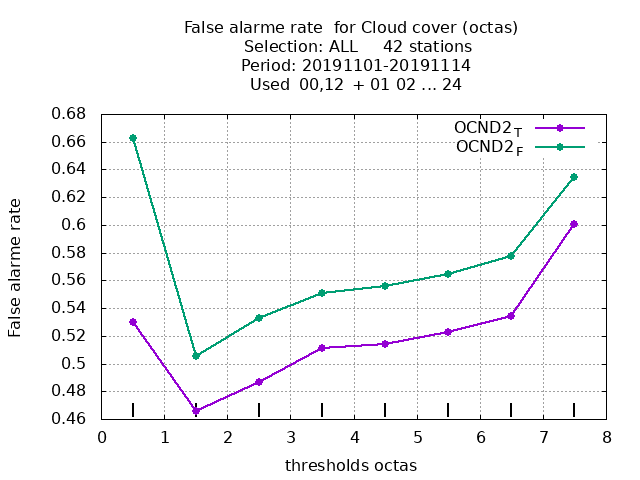 False alarme rate  for Cloud cover (octas)
Selection: ALL     42 stations
Period: 20191101-20191114
Used  00,12  + 01 02 ... 24
OCND2T
OCND2F
False alarme rate
0.68
0.66
0.64
0.62
0.6
0.58
0.56
0.54
0.52
0.5
0.48
0.46
0 1 2 3 4 5 6 7 8
thresholds octas